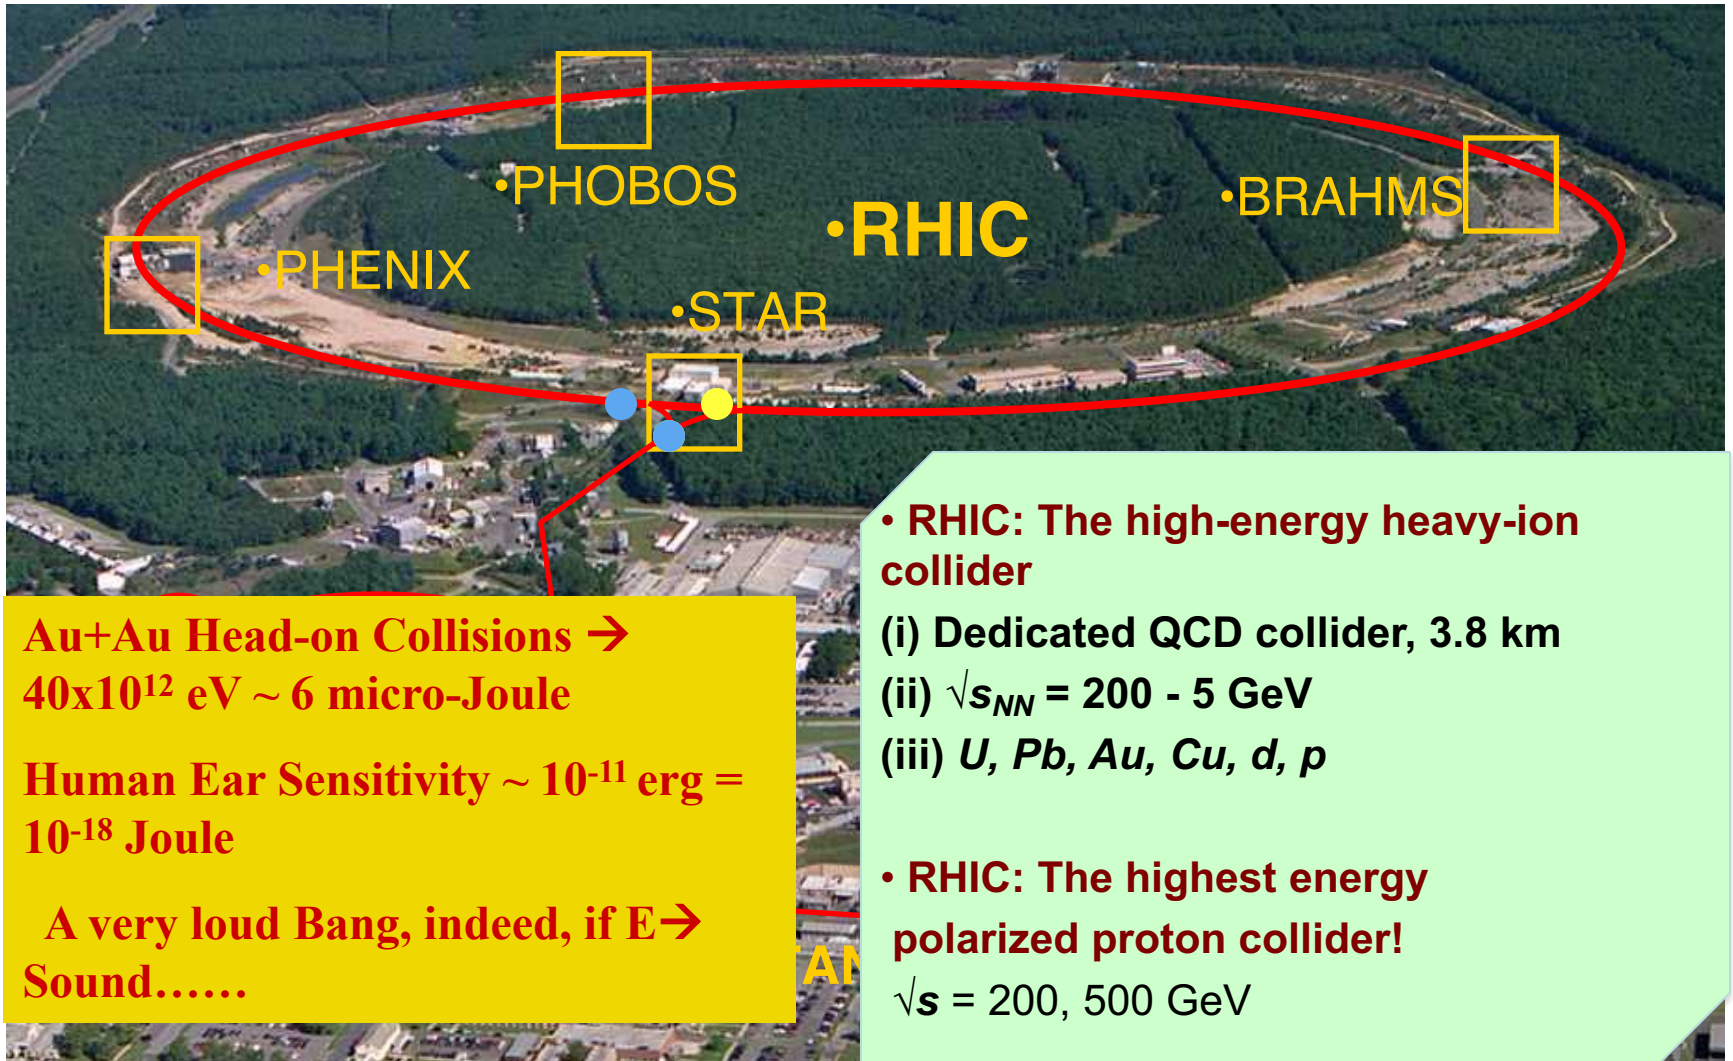 •PHOBOS
•BRAHMS
•RHIC
•PHENIX
•STAR
• RHIC: The high-energy heavy-ion
collider
(i) Dedicated QCD collider, 3.8 km
(ii) √sNN = 200 - 5 GeV
(iii) U, Pb, Au, Cu, d, p
• RHIC: The highest energy
polarized proton collider!
√s = 200, 500 GeV
Au+Au Head-on Collisions →
40x10¹² eV ~ 6 micro-Joule
Human Ear Sensitivity ~ 10⁻¹¹ erg =
10⁻¹⁸ Joule
A very loud Bang, indeed, if E→
Sound……